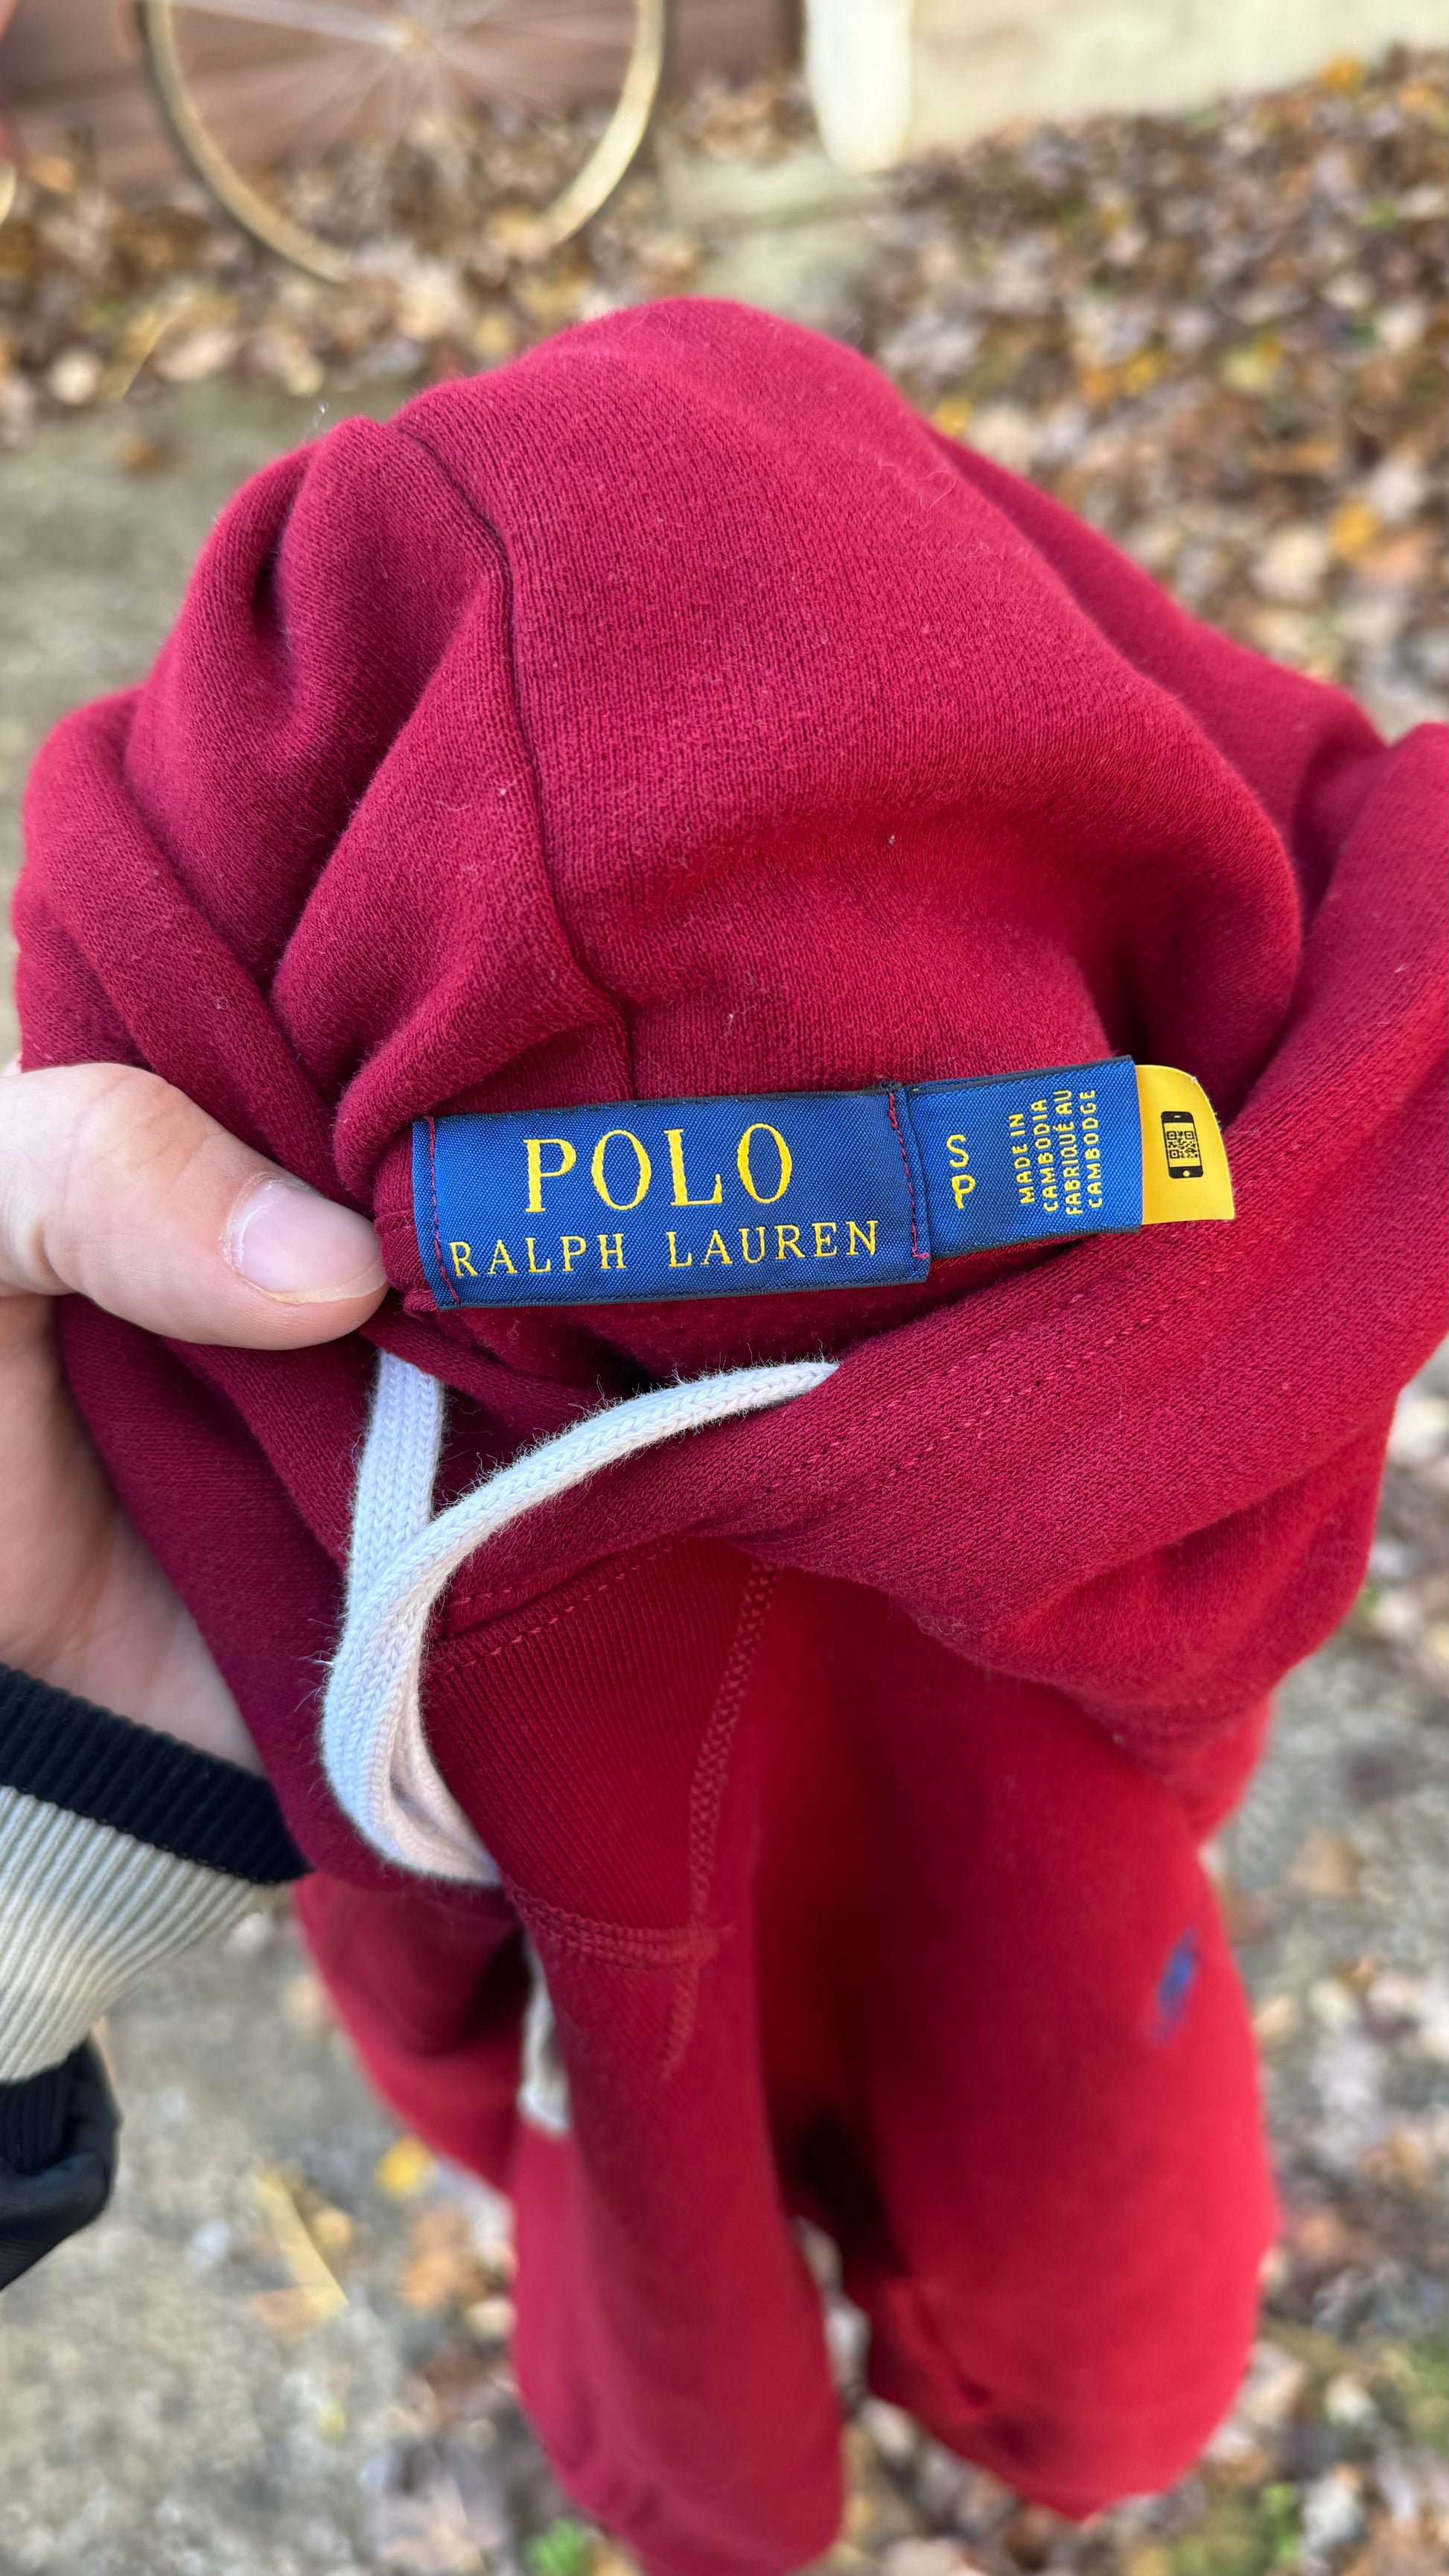 POLO
RALPH LAUREN
S
P
MADE IN
CAMBODIA
FABRIQUÉ AU
CAMBODGE